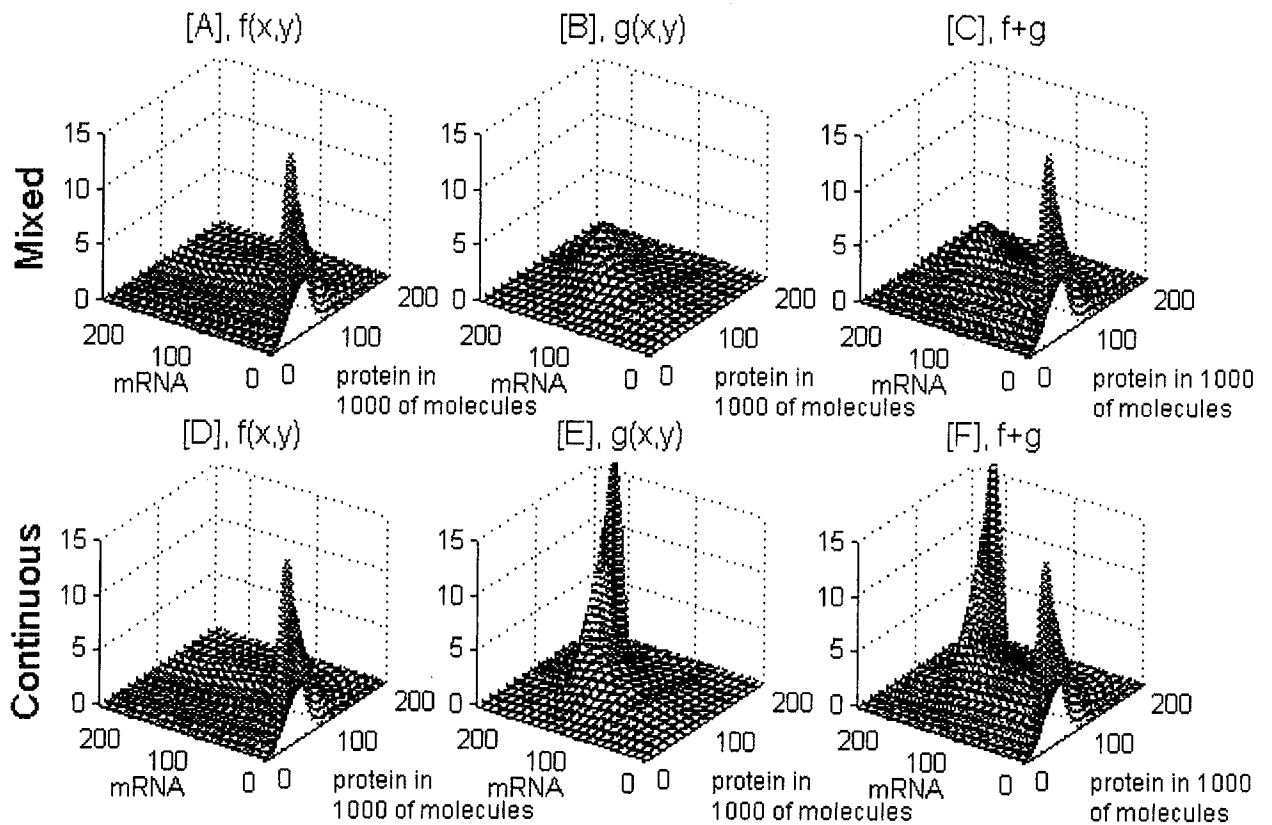 [A], f(x,y)
[B], g(x,y)
[C], f+g
Mixed
15
10
5
0
200
100
0
mRNA
0
100
200
protein in
1000 of molecules
15
10
5
0
200
100
0
mRNA
0
100
200
protein in
1000 of molecules
15
10
5
0
200
100
0
mRNA
0
100
200
protein in 1000
of molecules
[D], f(x,y)
[E], g(x,y)
[F], f+g
Continuous
15
10
5
0
200
100
0
mRNA
0
100
200
protein in
1000 of molecules
15
10
5
0
200
100
0
mRNA
0
100
200
protein in
1000 of molecules
15
10
5
0
200
100
0
mRNA
0
100
200
protein in 1000
of molecules